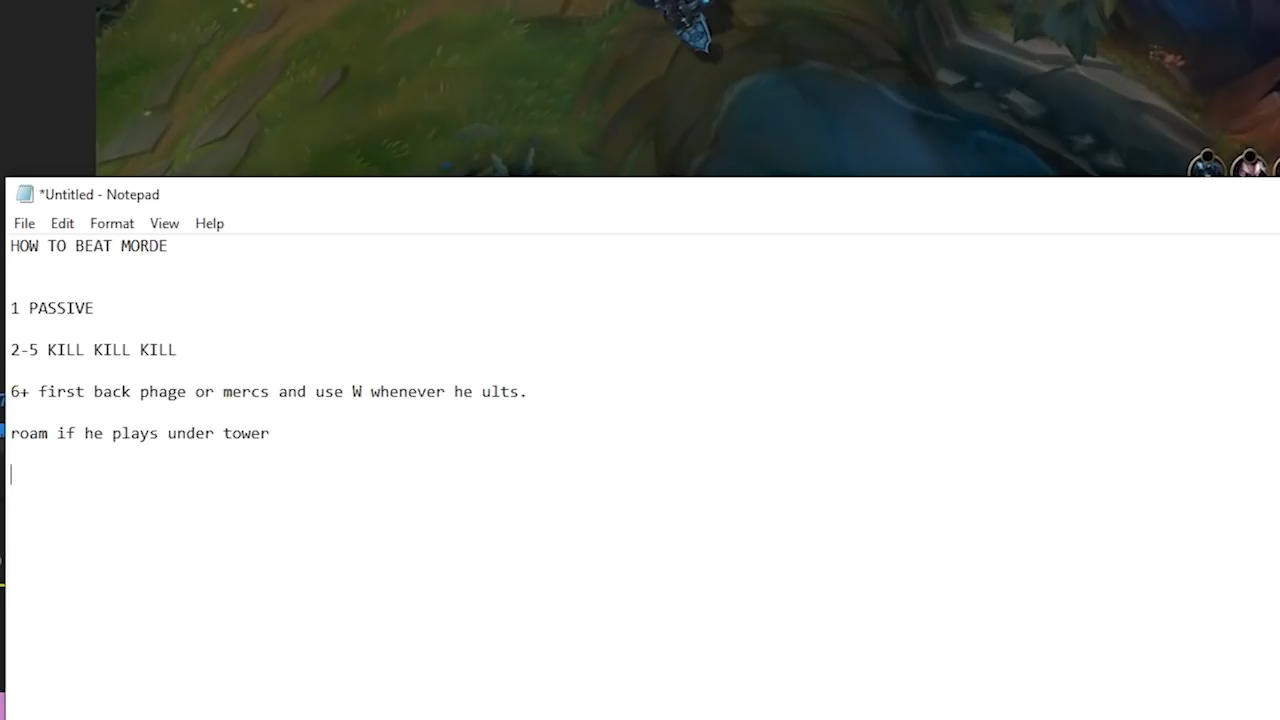 *Untitled - Notepad
File Edit Format View Help
HOW TO BEAT MORDE
1 PASSIVE
2-5 KILL KILL KILL
6+ first back phage or mercs and use W whenever he ults.
roam if he plays under tower